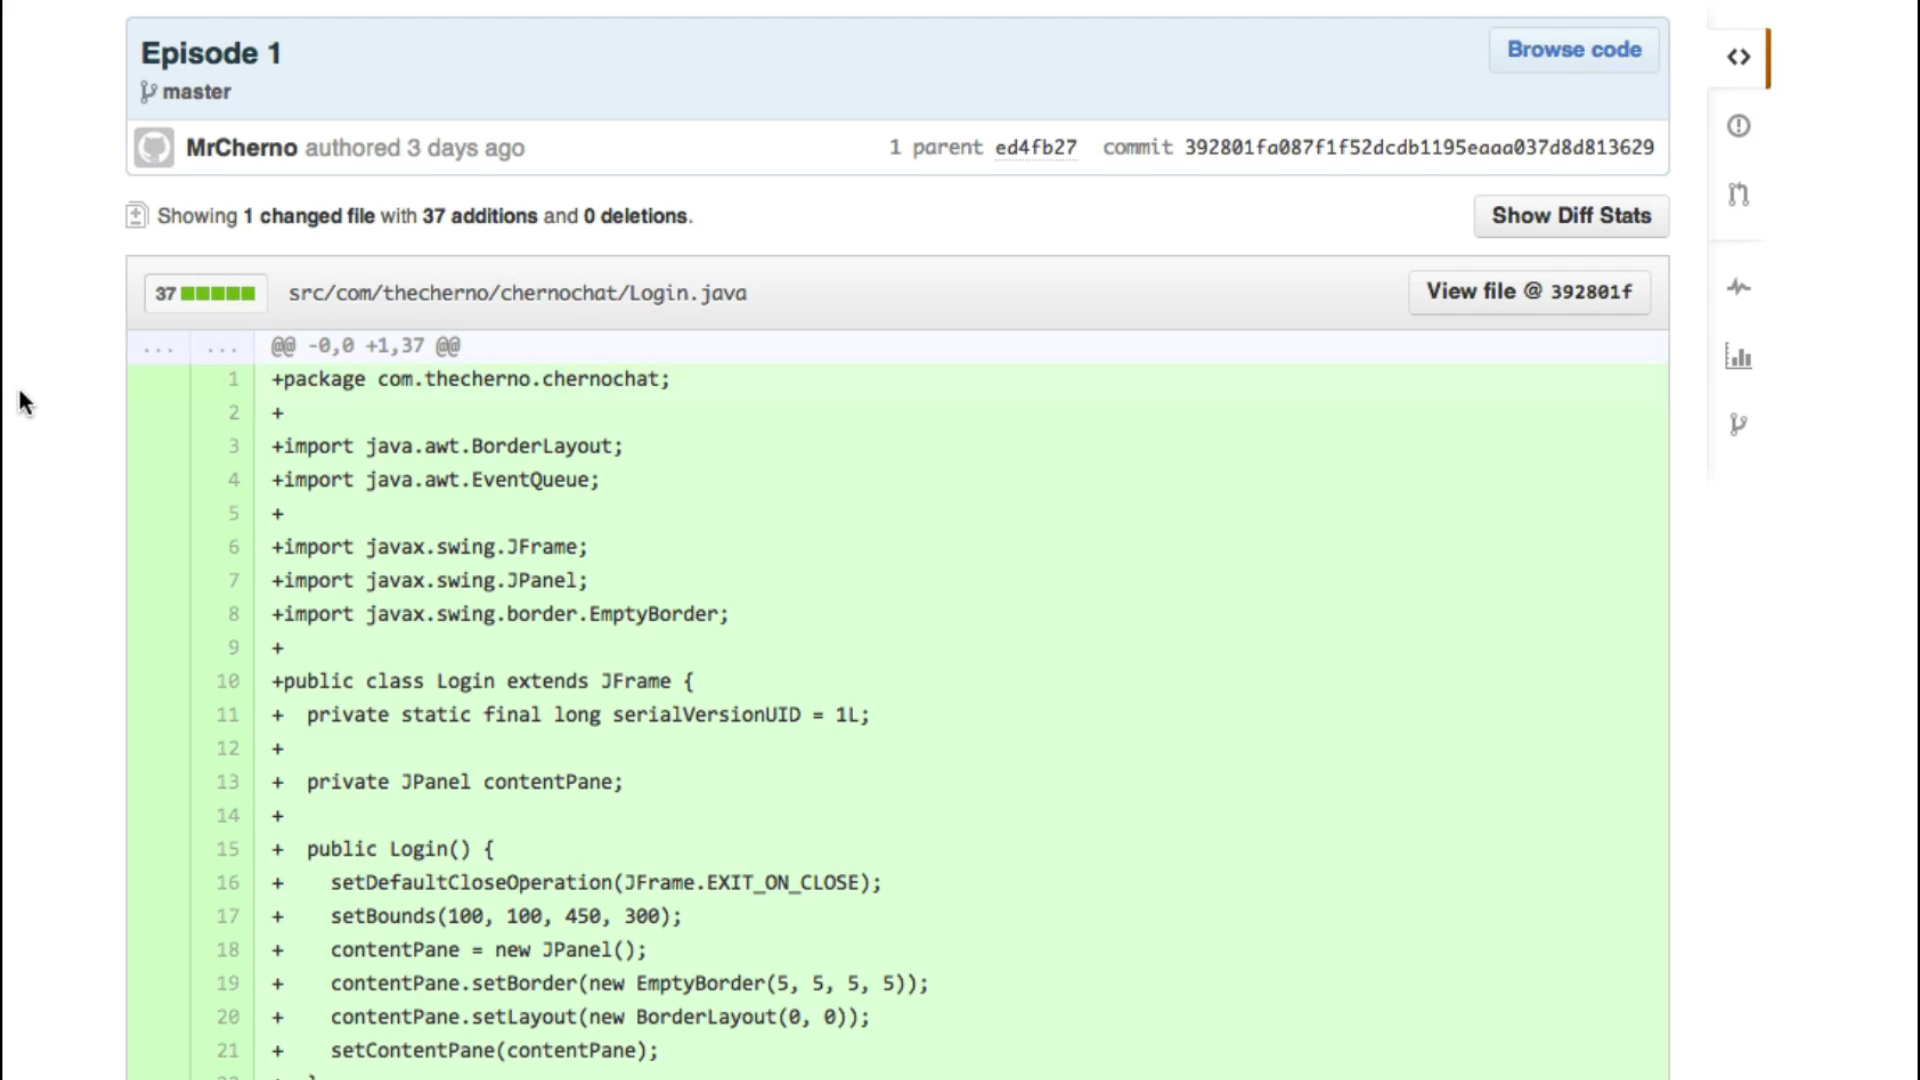 Episode 1
Browse code
master
MrCherno authored 3 days ago
1 parent ed4fb27 commit 392801fa087f1f52dcdb1195eaaa037d8d813629
Showing 1 changed file with 37 additions and 0 deletions.
Show Diff Stats
37 src/com/thecherno/chernochat/Login.java
View file @ 392801f
... ... @@ -0,0 +1,37 @@
1 +package com.thecherno.chernochat;
2 +
3 +import java.awt.BorderLayout;
4 +import java.awt.EventQueue;
5 +
6 +import javax.swing.JFrame;
7 +import javax.swing.JPanel;
8 +import javax.swing.border.EmptyBorder;
9 +
10 +public class Login extends JFrame {
11 +  private static final long serialVersionUID = 1L;
12 +
13 +  private JPanel contentPane;
14 +
15 +  public Login() {
16 +    setDefaultCloseOperation(JFrame.EXIT_ON_CLOSE);
17 +    setBounds(100, 100, 450, 300);
18 +    contentPane = new JPanel();
19 +    contentPane.setBorder(new EmptyBorder(5, 5, 5, 5));
20 +    contentPane.setLayout(new BorderLayout(0, 0));
21 +    setContentPane(contentPane);